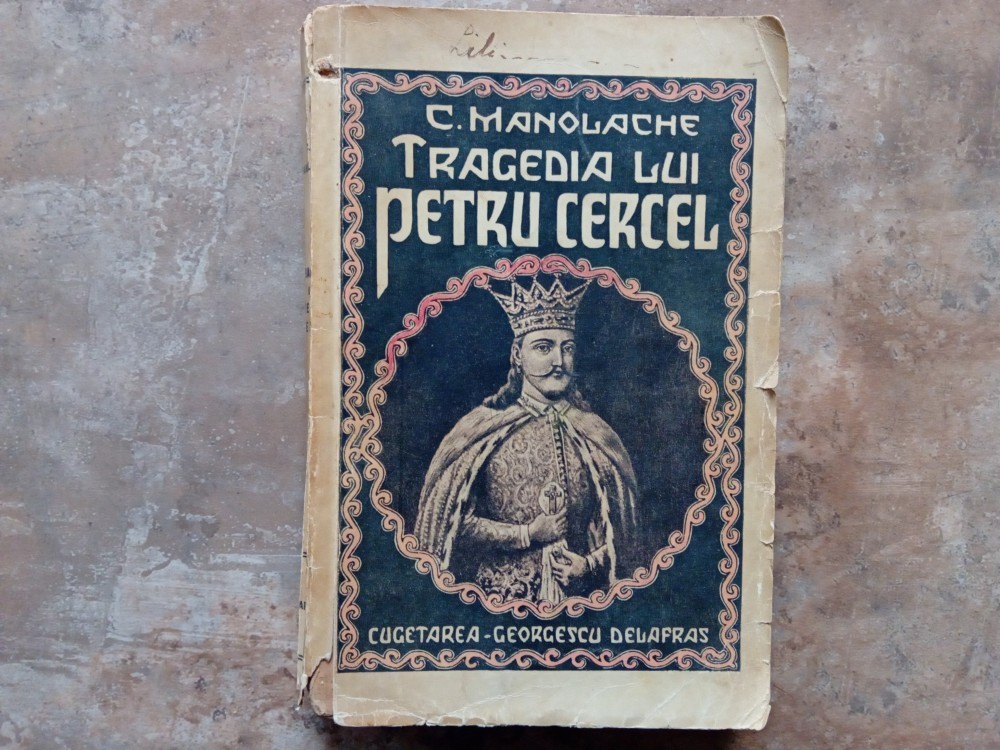 C. MANOLACHE
TRAGEDIA LUI
PETRU CERCEL
CUGETAREA - GEORGESCU DELAFRAS